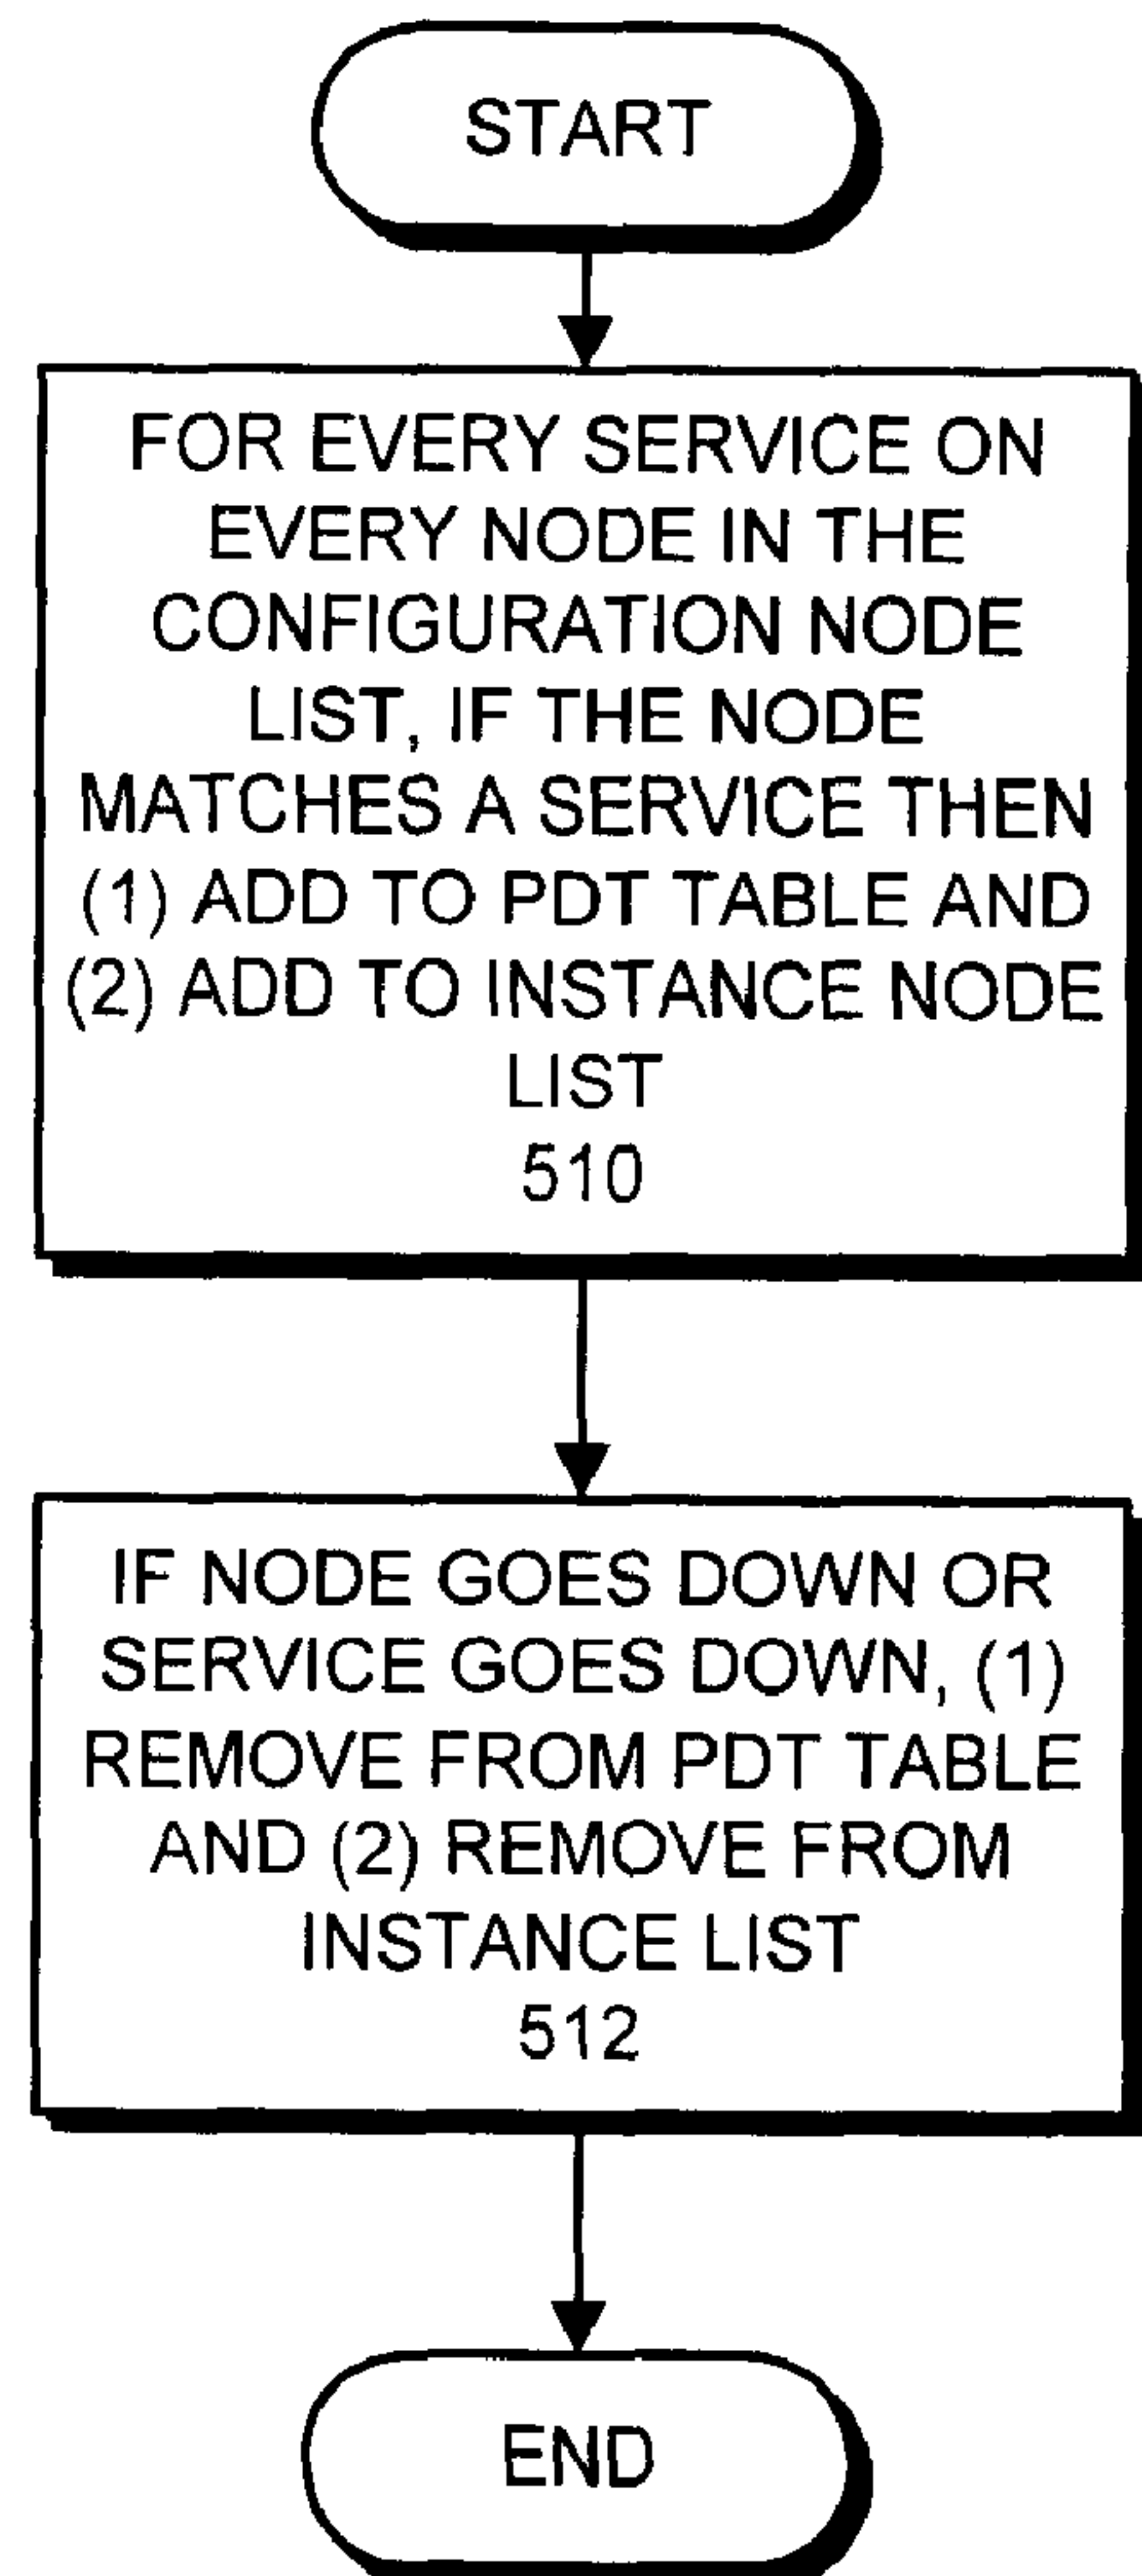 START
FOR EVERY SERVICE ON
EVERY NODE IN THE
CONFIGURATION NODE
LIST, IF THE NODE
MATCHES A SERVICE THEN
(1) ADD TO PDT TABLE AND
(2) ADD TO INSTANCE NODE
LIST
510
IF NODE GOES DOWN OR
SERVICE GOES DOWN, (1)
REMOVE FROM PDT TABLE
AND (2) REMOVE FROM
INSTANCE LIST
512
END